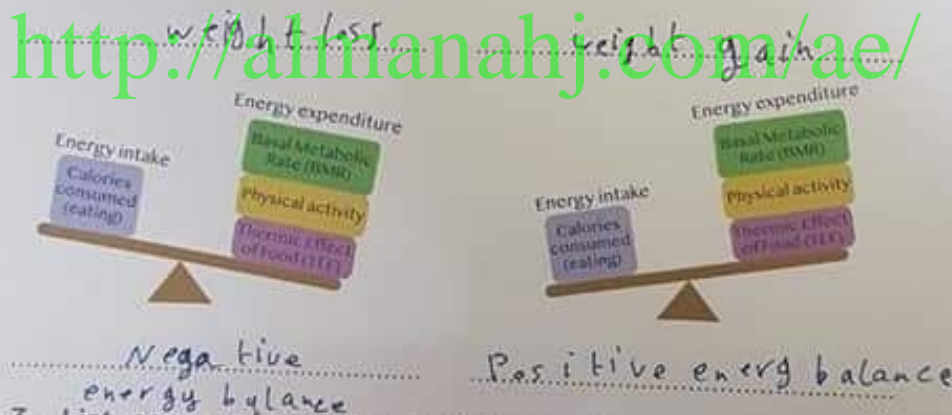 weight loss
weight gain
http://almanahj.com/ae/
Energy expenditure
Basal Metabolic
Rate (BMR)
Physical activity
Thermic Effect
of Food (TEF)
Energy intake
Calories
consumed
(eating)
Energy expenditure
Basal Metabolic
Rate (BMR)
Physical activity
Thermic Effect
of Food (TEF)
Energy intake
Calories
consumed
(eating)
Negative
energy bylance
Positive energ balance